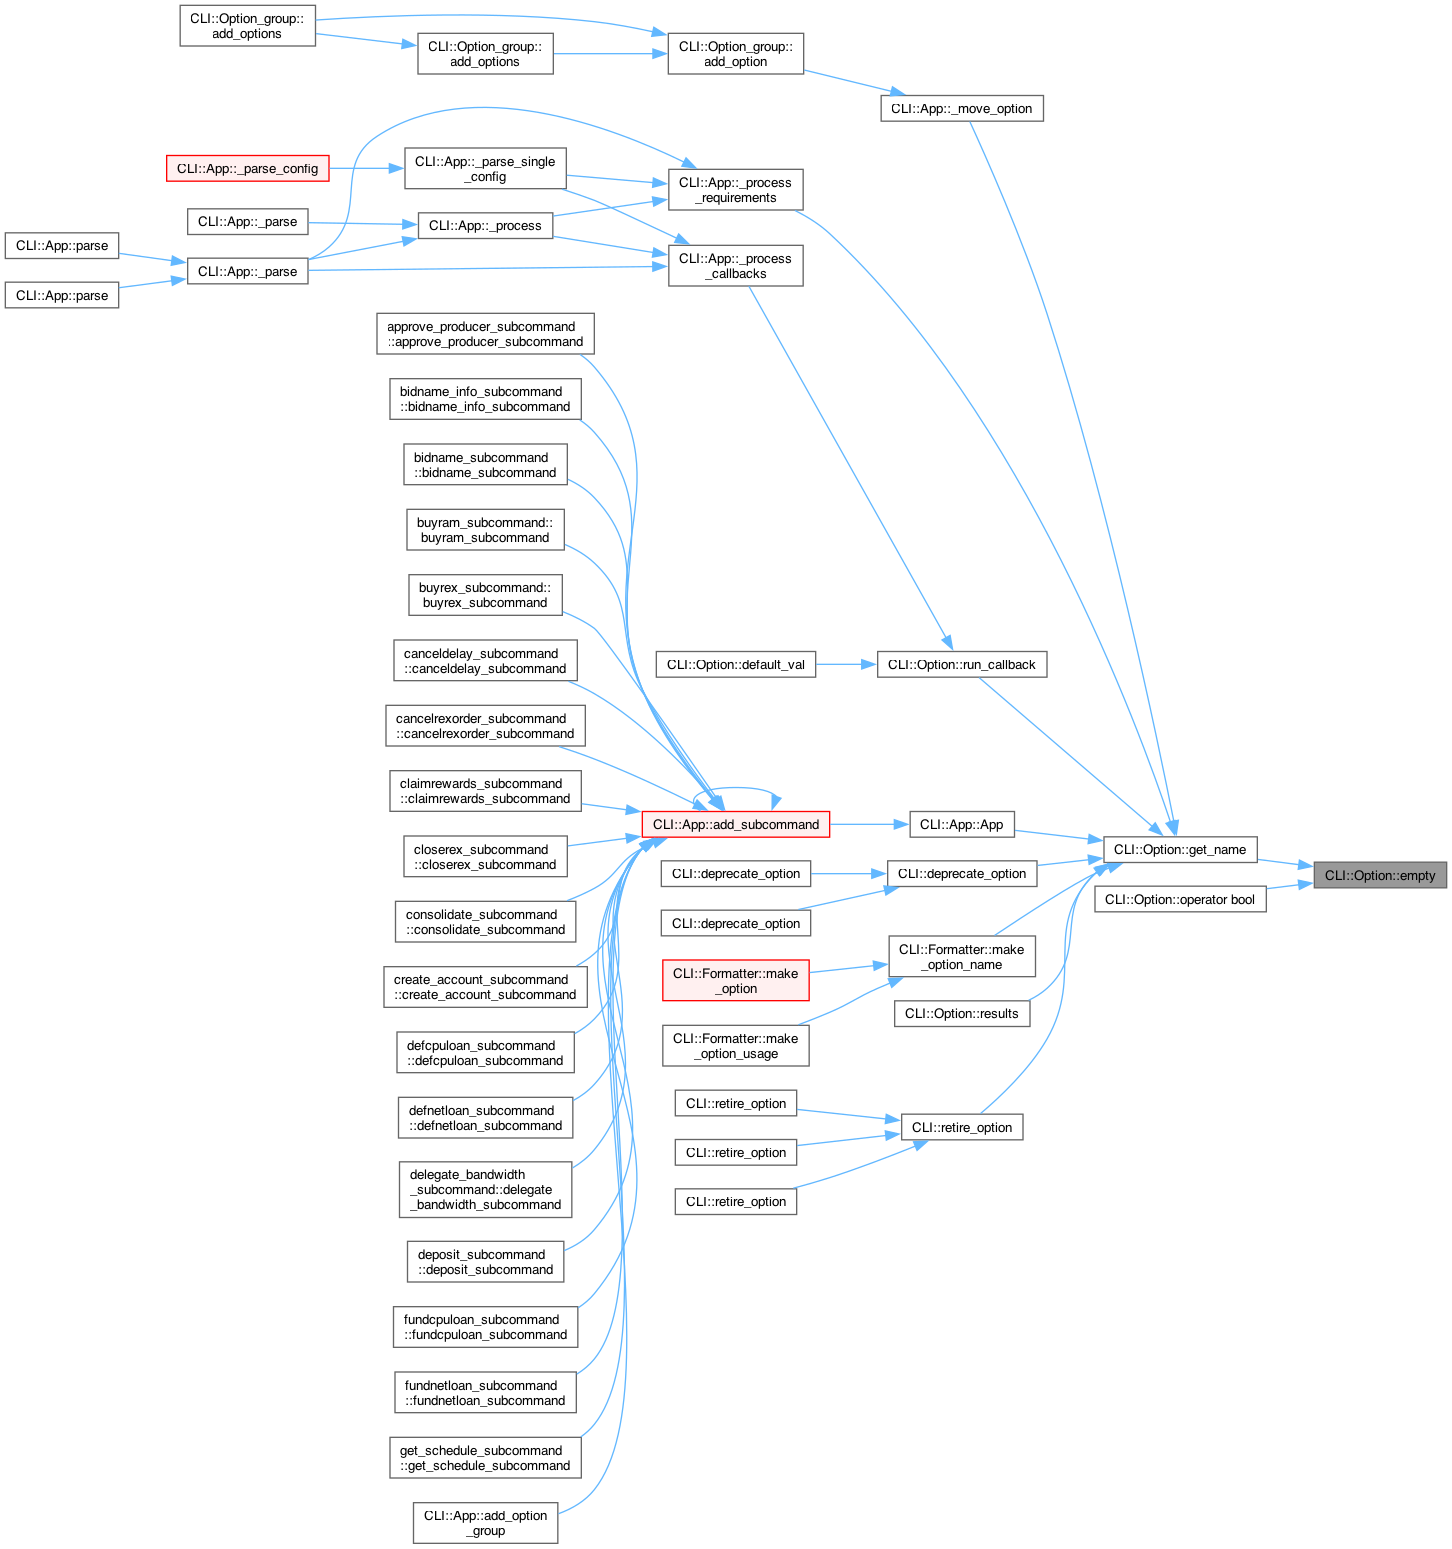 CLI::Option_group::
add_options
CLI::Option_group::
add_options
CLI::Option_group::
add_option
CLI::App::_move_option
CLI::App::_parse_config
CLI::App::_parse_single
_config
CLI::App::_process
_requirements
CLI::App::_parse
CLI::App::_process
CLI::App::parse
CLI::App::_parse
CLI::App::_process
_callbacks
CLI::App::parse
approve_producer_subcommand
::approve_producer_subcommand
bidname_info_subcommand
::bidname_info_subcommand
bidname_subcommand
::bidname_subcommand
buyram_subcommand::
buyram_subcommand
buyrex_subcommand::
buyrex_subcommand
canceldelay_subcommand
::canceldelay_subcommand
CLI::Option::default_val
CLI::Option::run_callback
cancelrexorder_subcommand
::cancelrexorder_subcommand
claimrewards_subcommand
::claimrewards_subcommand
CLI::App::add_subcommand
CLI::App::App
closerex_subcommand
::closerex_subcommand
CLI::Option::get_name
CLI::deprecate_option
CLI::deprecate_option
CLI::Option::empty
CLI::Option::operator bool
consolidate_subcommand
::consolidate_subcommand
CLI::deprecate_option
CLI::Formatter::make
_option_name
create_account_subcommand
::create_account_subcommand
CLI::Formatter::make
_option
CLI::Option::results
defcpuloan_subcommand
::defcpuloan_subcommand
CLI::Formatter::make
_option_usage
defnetloan_subcommand
::defnetloan_subcommand
CLI::retire_option
CLI::retire_option
CLI::retire_option
delegate_bandwidth
_subcommand::delegate
_bandwidth_subcommand
CLI::retire_option
deposit_subcommand
::deposit_subcommand
fundcpuloan_subcommand
::fundcpuloan_subcommand
fundnetloan_subcommand
::fundnetloan_subcommand
get_schedule_subcommand
::get_schedule_subcommand
CLI::App::add_option
_group